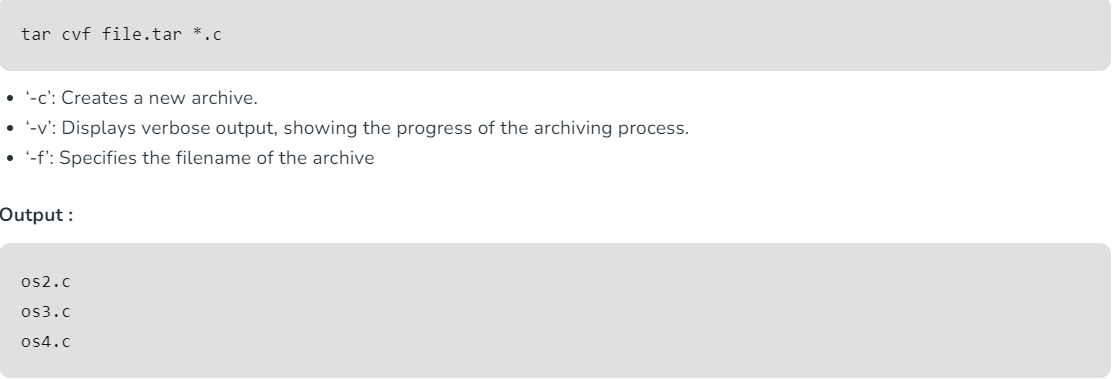 tar cvf file.tar *.c
• ‘-c’: Creates a new archive.
• ‘-v’: Displays verbose output, showing the progress of the archiving process.
• ‘-f’: Specifies the filename of the archive
Output :
os2.c
os3.c
os4.c